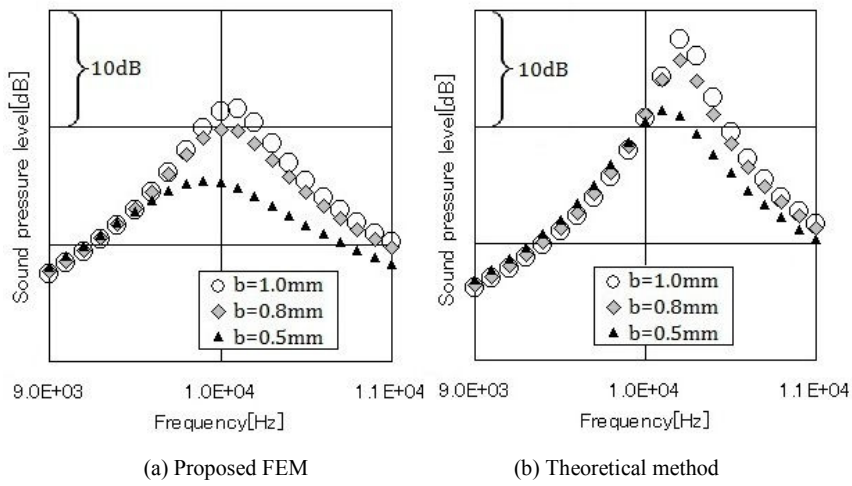 Sound pressure level[dB]
10dB
b=1.0mm
b=0.8mm
b=0.5mm
9.0E+03 1.0E+04 1.1E+04
Frequency[Hz]
(a) Proposed FEM
Sound pressure level[dB]
10dB
b=1.0mm
b=0.8mm
b=0.5mm
9.0E+03 1.0E+04 1.1E+04
Frequency[Hz]
(b) Theoretical method